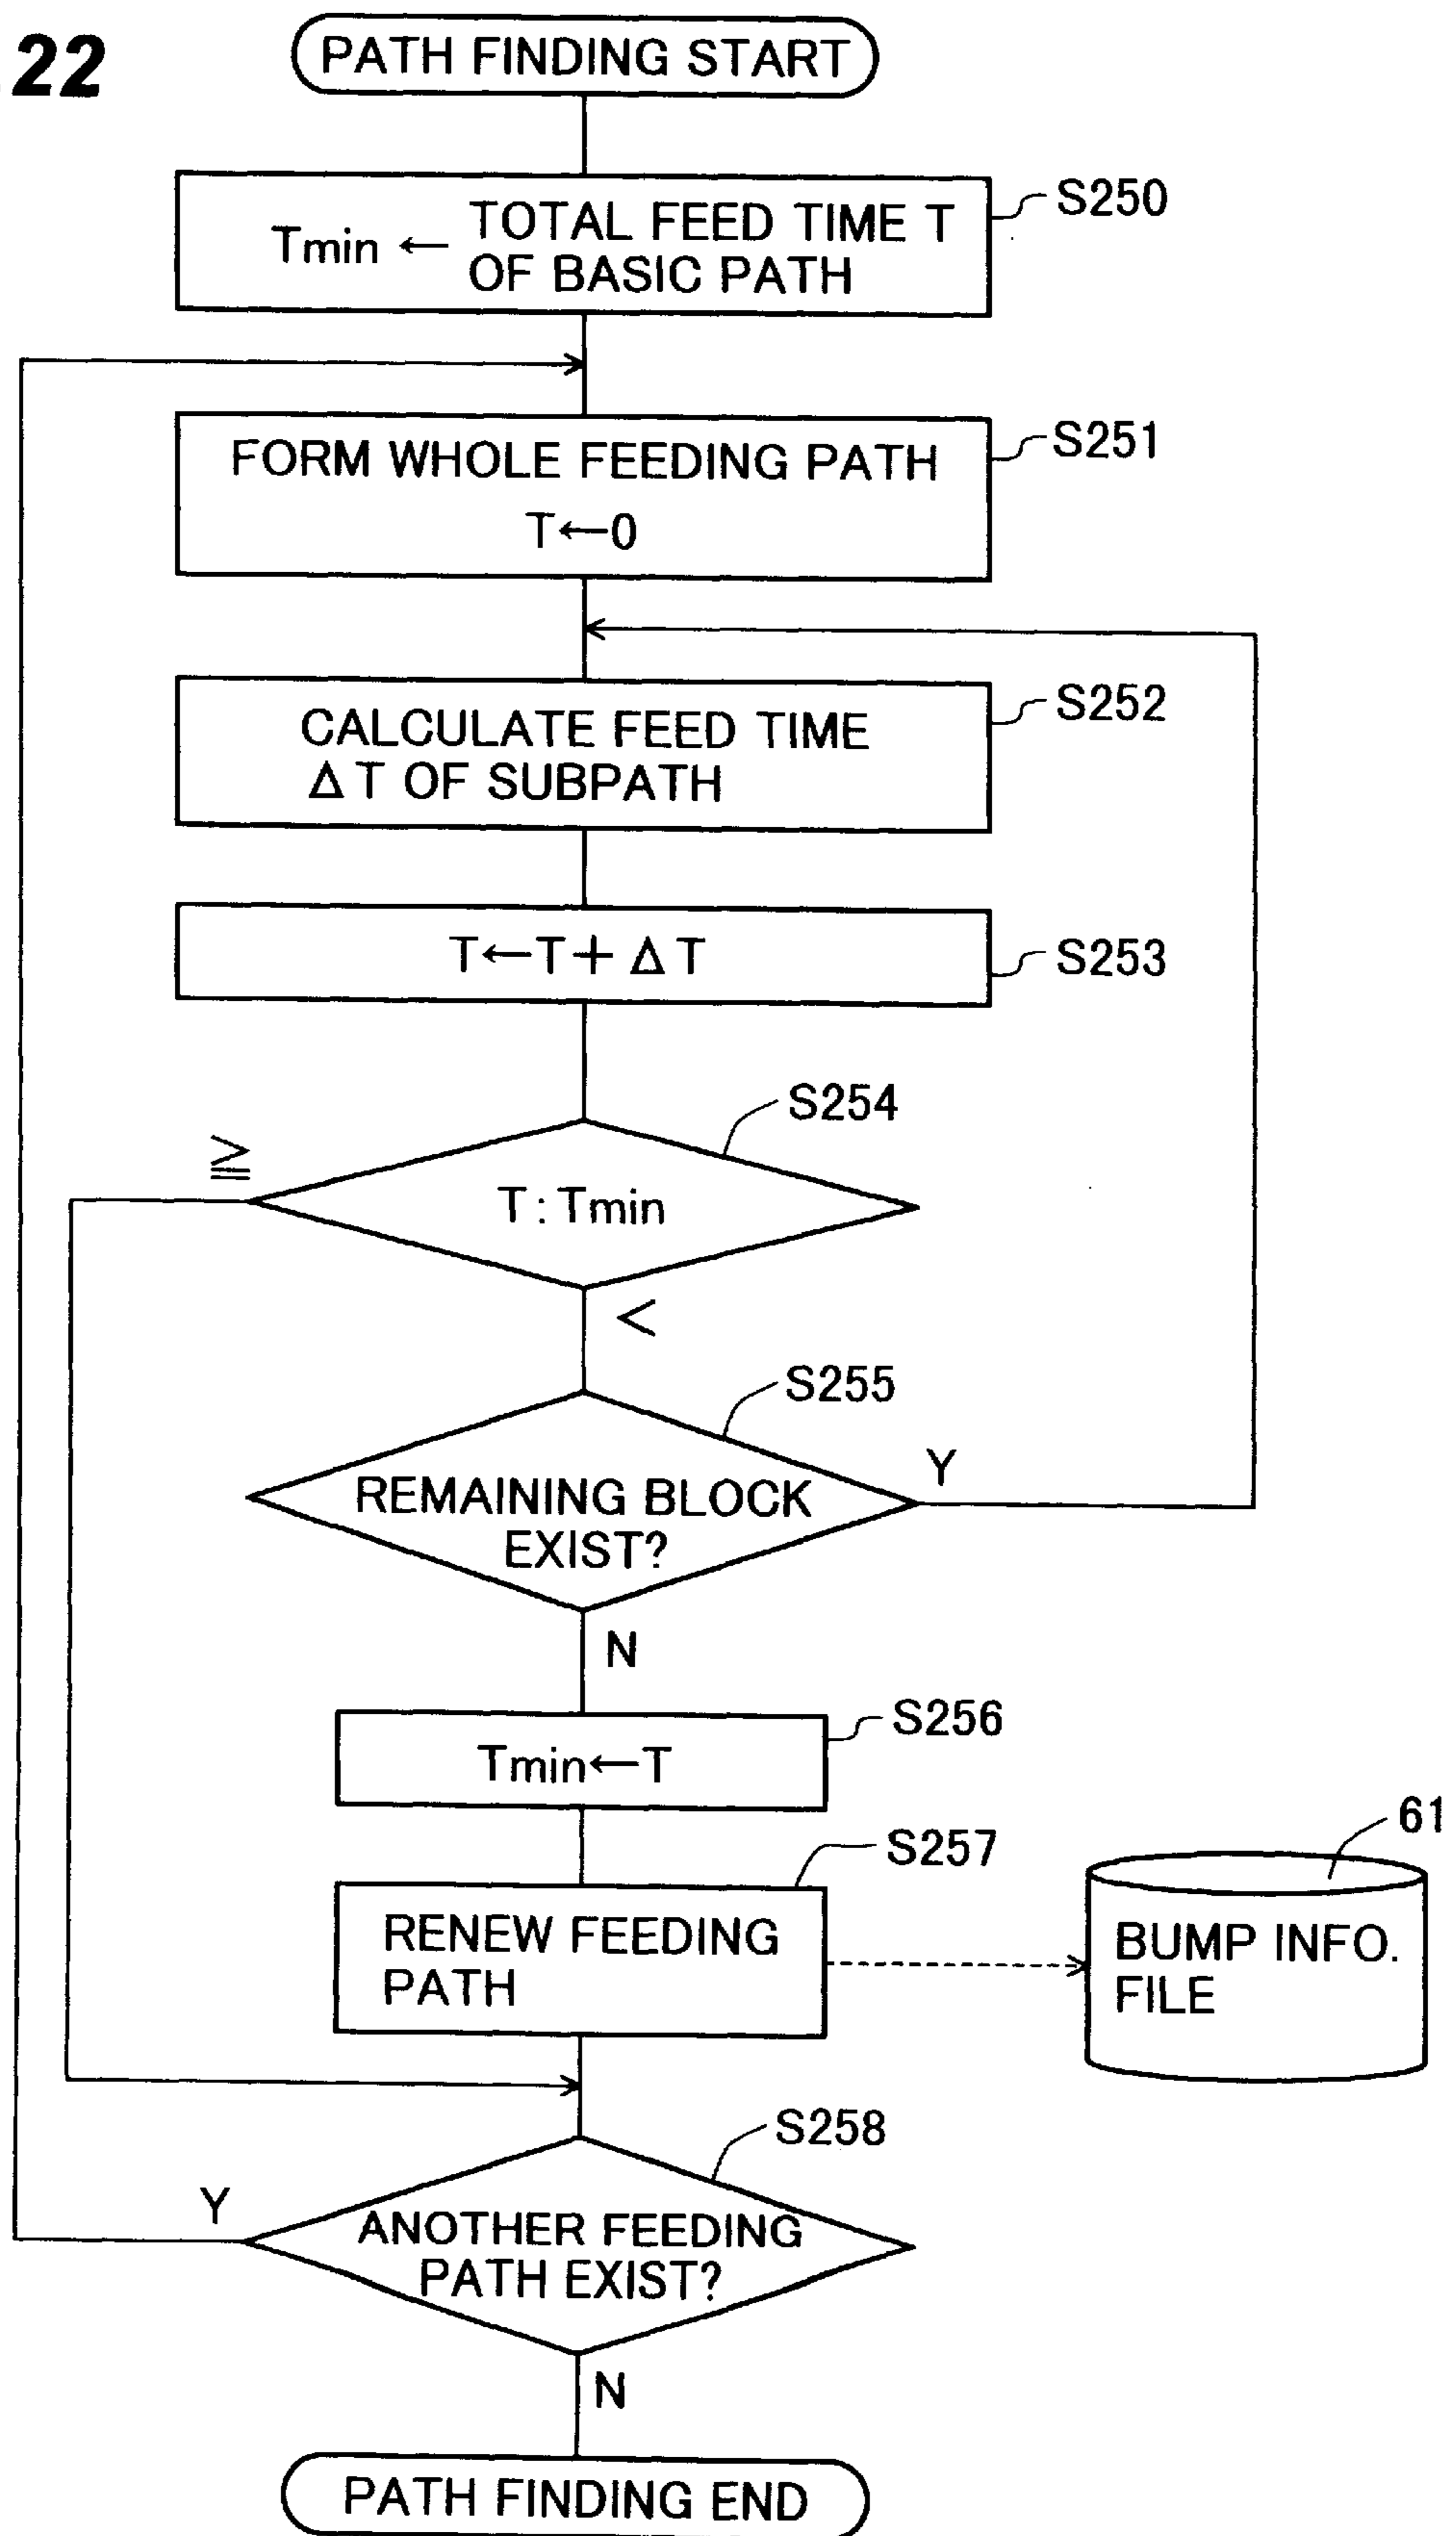 .22
PATH FINDING START
S250
Tmin ← TOTAL FEED TIME T
OF BASIC PATH
S251
FORM WHOLE FEEDING PATH
T←0
S252
CALCULATE FEED TIME
ΔT OF SUBPATH
S253
T←T+ΔT
S254
≧
T:Tmin
<
S255
REMAINING BLOCK
EXIST?
Y
N
S256
Tmin←T
S257
RENEW FEEDING
PATH
61
BUMP INFO.
FILE
S258
Y
ANOTHER FEEDING
PATH EXIST?
N
PATH FINDING END